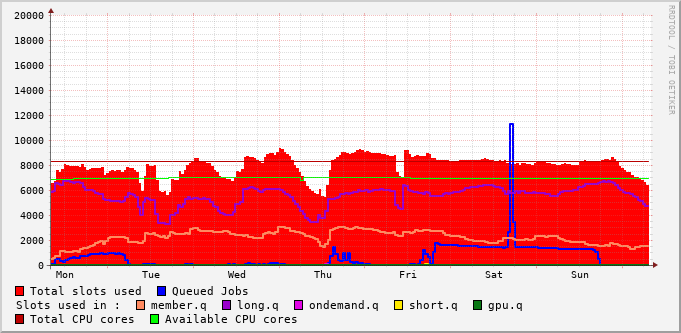 20000
18000
16000
14000
12000
10000
8000
6000
4000
2000
0
Mon Tue Wed Thu Fri Sat Sun
RRDTOOL / TOBI OETIKER
Total slots used Queued Jobs
Slots used in : member.q long.q ondemand.q short.q gpu.q
Total CPU cores Available CPU cores